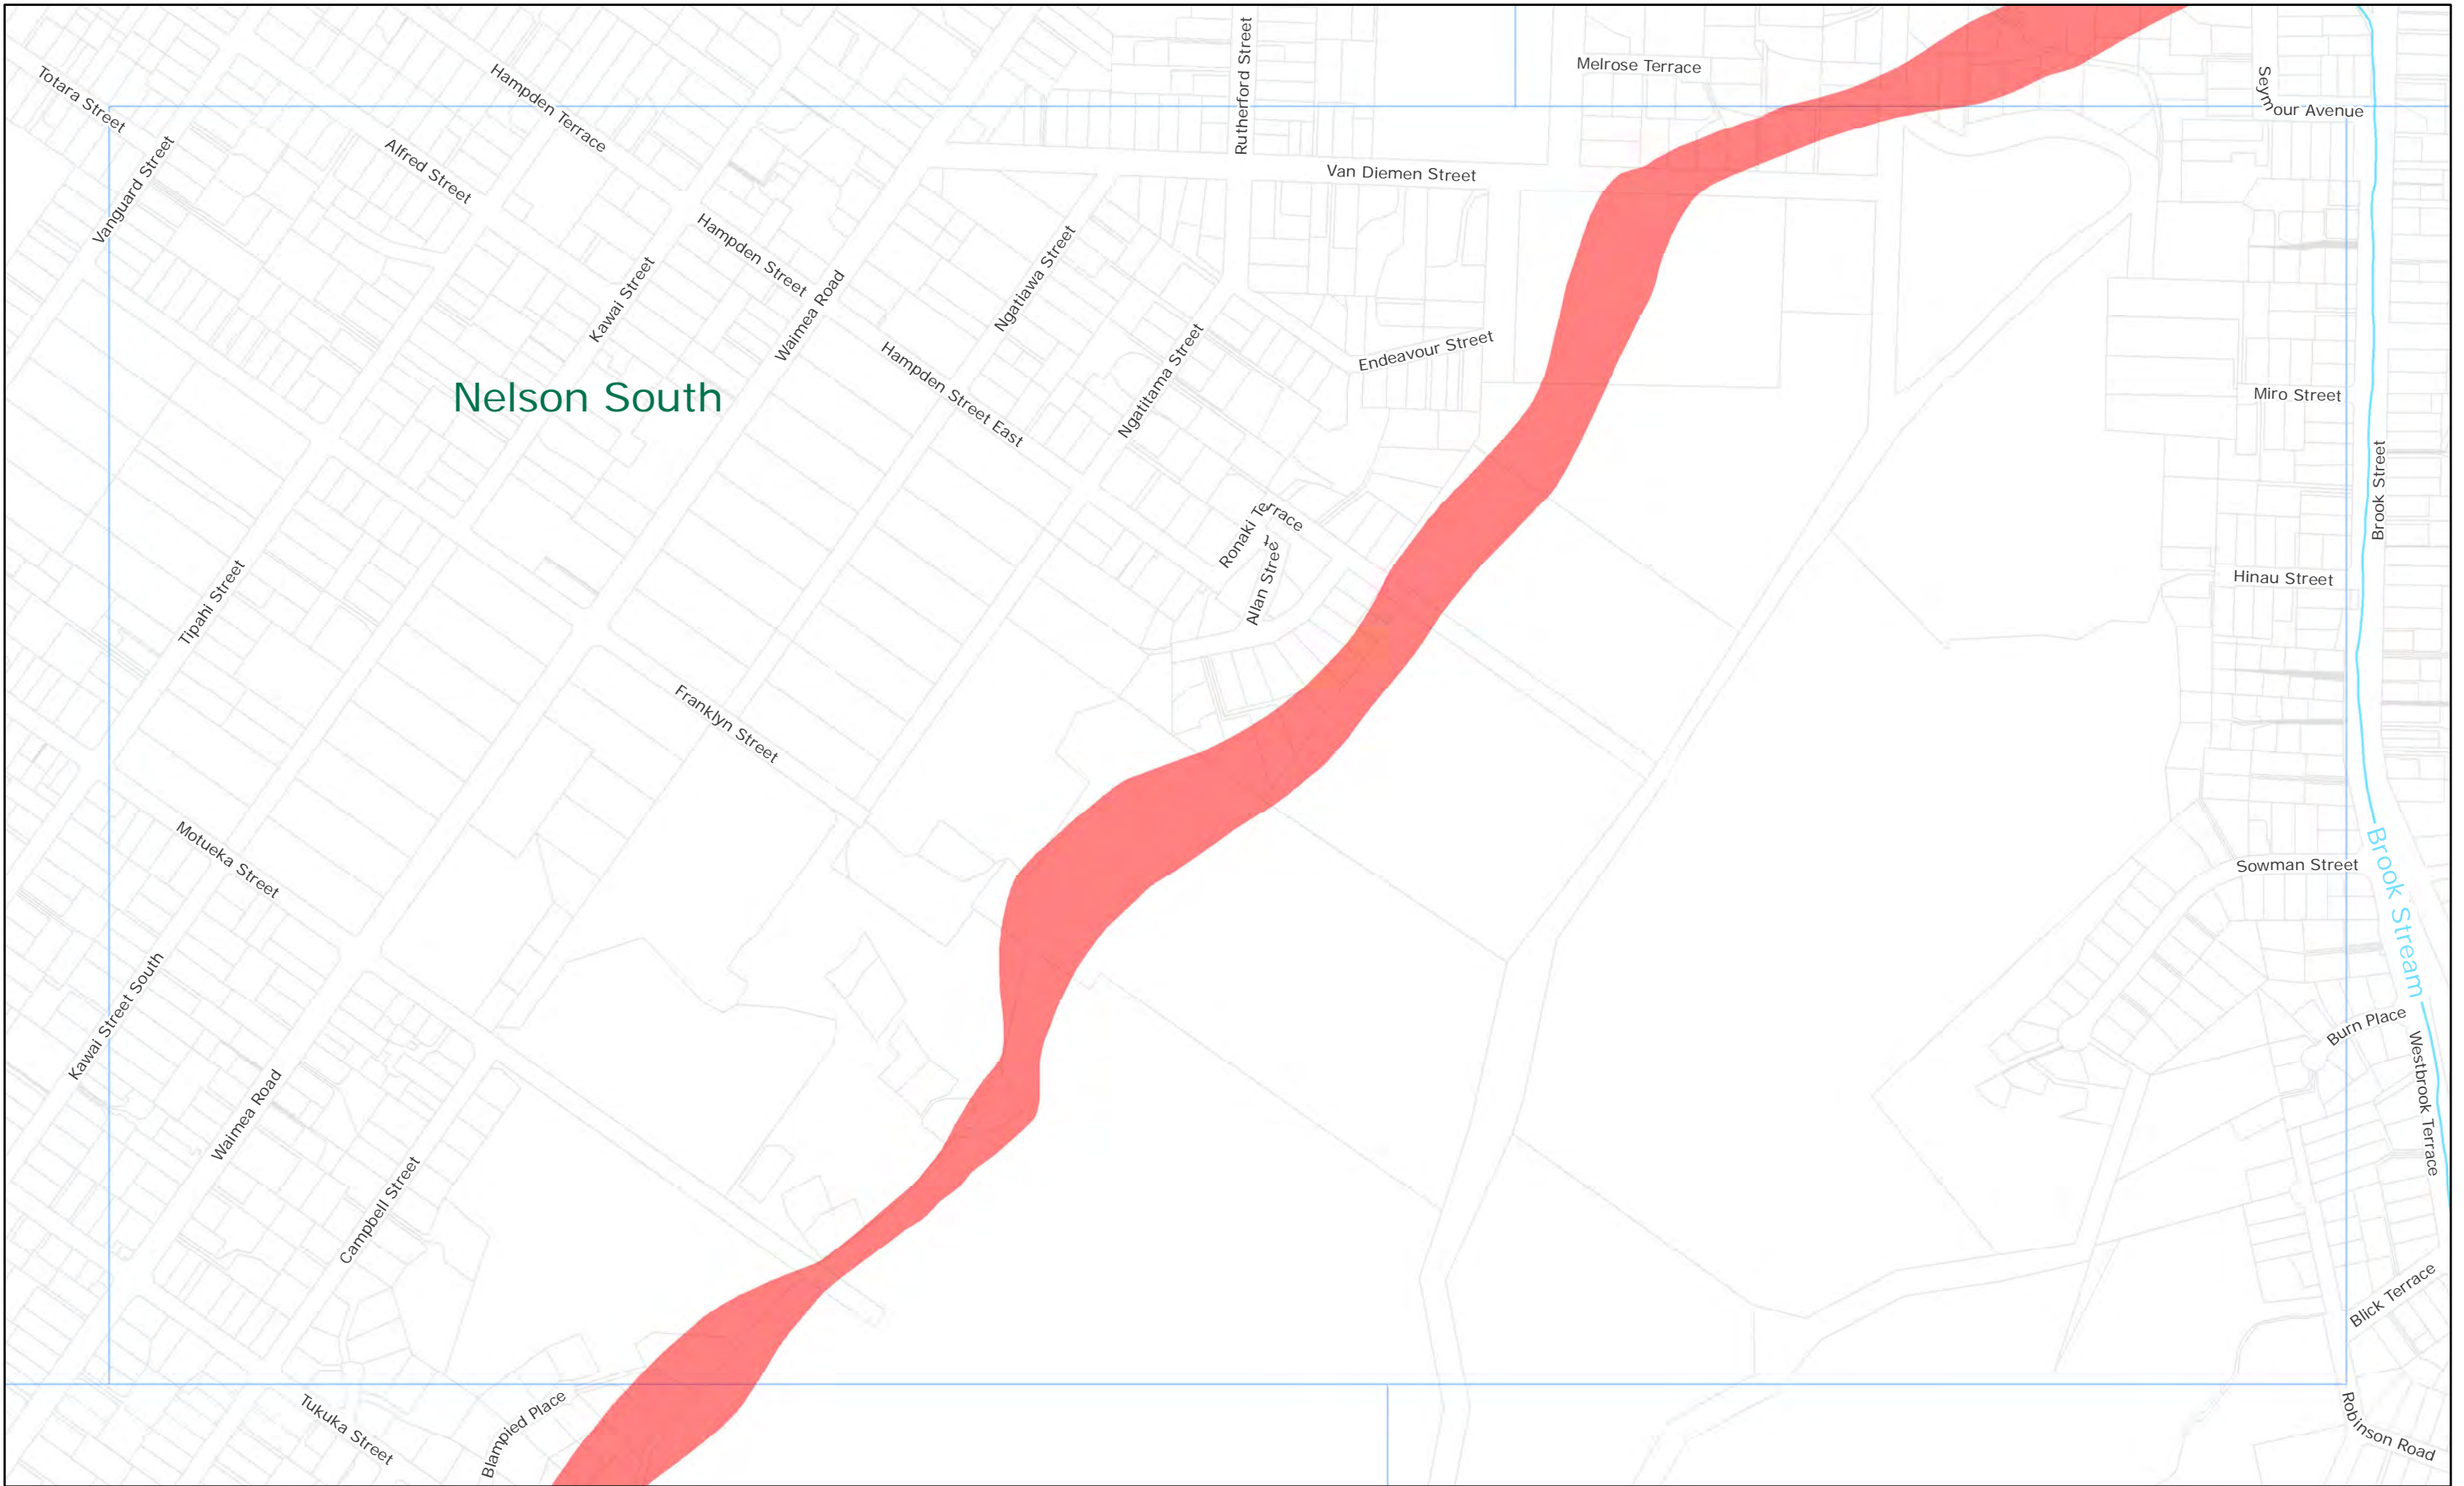 Rutherford Street
Melrose Terrace
Totara Street
Hampden Terrace
Seymour Avenue
Vanguard Street
Alfred Street
Van Diemen Street
Hampden Street
Kawai Street
Waimea Road
Ngatiawa Street
Hampden Street East
Ngatitama Street
Endeavour Street
Nelson South
Miro Street
Brook Street
Ronaki Terrace
Allan Street
Hinau Street
Tipahi Street
Franklyn Street
Motueka Street
Sowman Street
Brook Stream
Kawai Street South
Burn Place
Westbrook Terrace
Waimea Road
Campbell Street
Blick Terrace
Tukuka Street
Blampied Place
Robinson Road